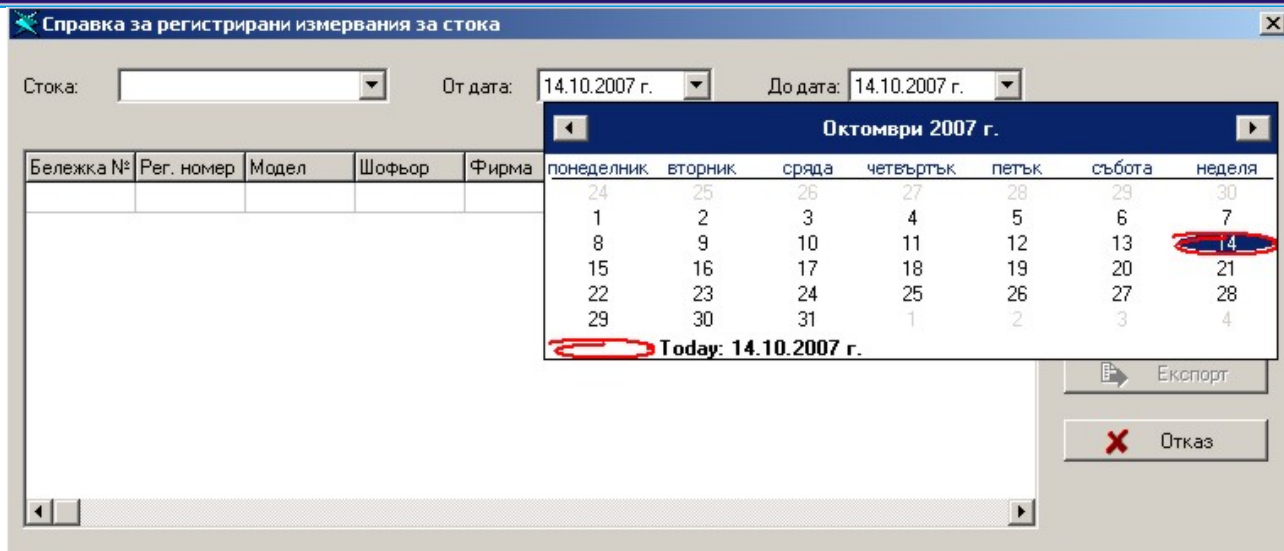 Справка за регистрирани измервания за стока
Стока: От дата: 14.10.2007 г. До дата: 14.10.2007 г.
Октомври 2007 г.
Бележка № Рег. номер Модел Шофьор Фирма
понеделник вторник сряда четвъртък петък събота неделя
24 25 26 27 28 29 30
1 2 3 4 5 6 7
8 9 10 11 12 13 14
15 16 17 18 19 20 21
22 23 24 25 26 27 28
29 30 31 1 2 3 4
Today: 14.10.2007 г.
Експорт
Отказ